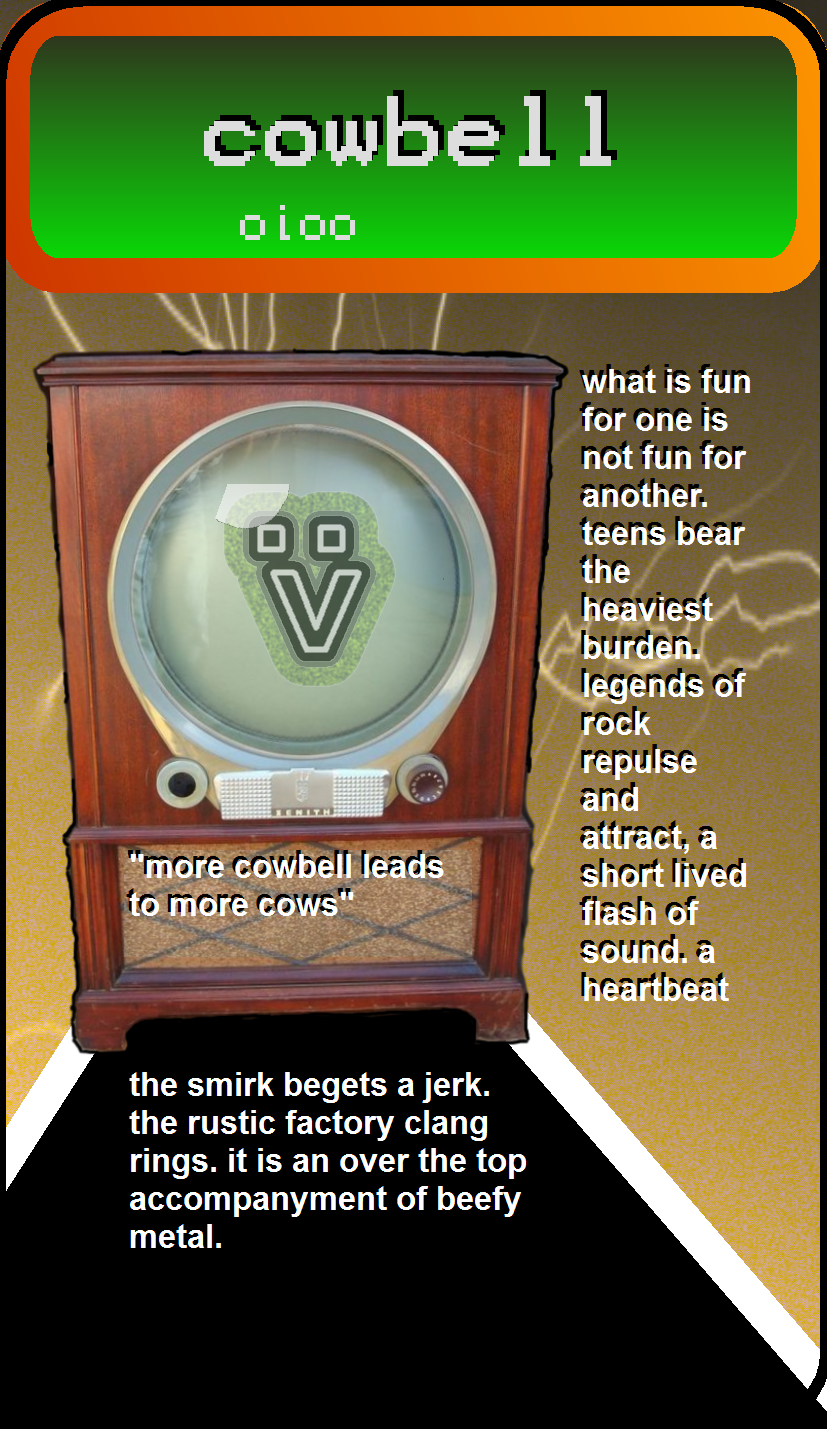 cowbell
oioo
what is fun
for one is
not fun for
another.
teens bear
the
heaviest
burden.
legends of
rock
repulse
and
attract, a
short lived
flash of
sound. a
heartbeat
V
ZENITH
"more cowbell leads
to more cows"
the smirk begets a jerk.
the rustic factory clang
rings. it is an over the top
accompanyment of beefy
metal.